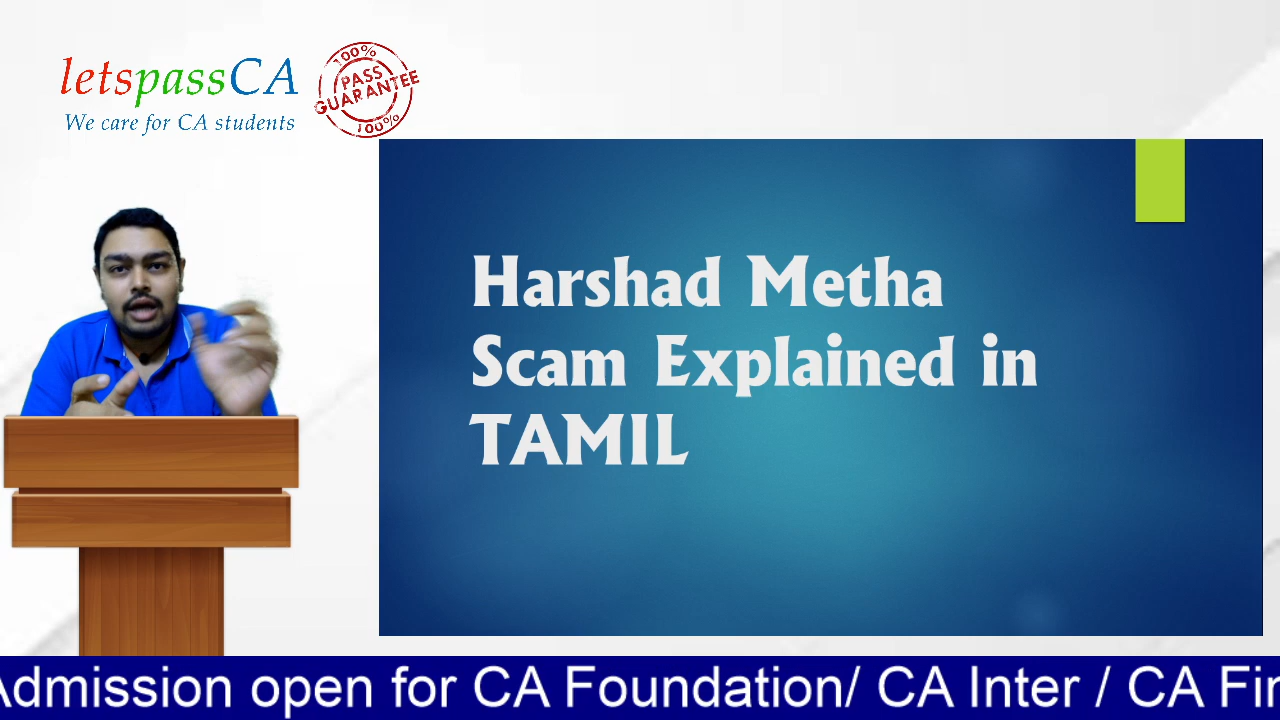 letspassCA
We care for CA students
100%
PASS
GUARANTEE
100%
Harshad Metha
Scam Explained in
TAMIL
Admission open for CA Foundation/ CA Inter / CA Fin